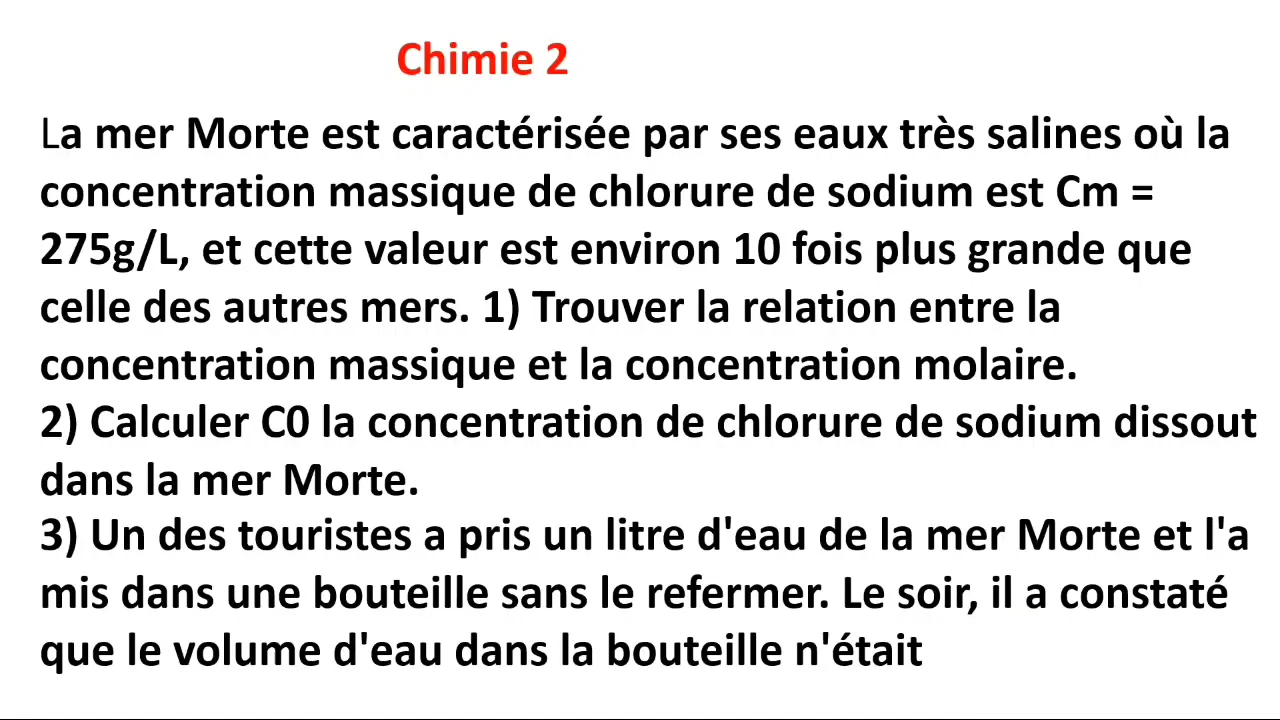 Chimie 2
La mer Morte est caractérisée par ses eaux très salines où la
concentration massique de chlorure de sodium est Cm =
275g/L, et cette valeur est environ 10 fois plus grande que
celle des autres mers. 1) Trouver la relation entre la
concentration massique et la concentration molaire.
2) Calculer C0 la concentration de chlorure de sodium dissout
dans la mer Morte.
3) Un des touristes a pris un litre d'eau de la mer Morte et l'a
mis dans une bouteille sans le refermer. Le soir, il a constaté
que le volume d'eau dans la bouteille n'était